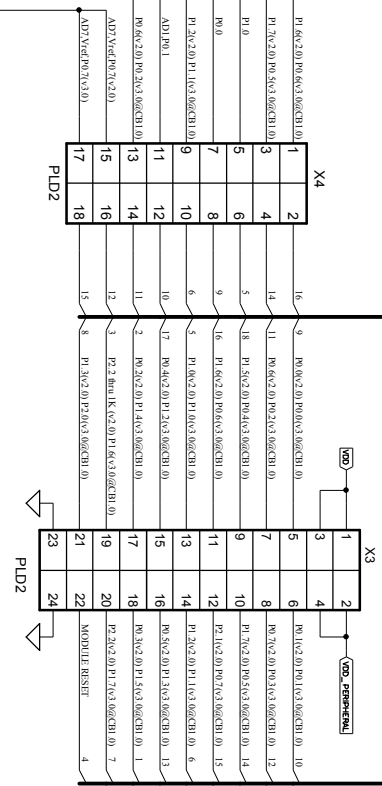 X4
P1.6(v2.0) P0.6(v3.0@CB1.0) 1 2 16
P1.7(v2.0) P0.5(v3.0@CB1.0) 3 4 14
P1.0 5 6 5
P0.0 7 8 9
P1.2(v2.0) P1.1(v3.0@CB1.0) 9 10 6
AD1,P0.1 11 12 10
P0.6(v2.0) P0.2(v3.0@CB1.0) 13 14 11
AD7,Vref,P0.7(v2.0) 15 16 12
AD7,Vref,P0.7(v3.0) 17 18 15
PLD2
X3
VDD 1 2 VDD_PERIPHERAL
3 4
9 P0.0(v2.0) P0.0(v3.0@CB1.0) 5 6 P0.1(v2.0) P0.1(v3.0@CB1.0) 10
11 P0.6(v2.0) P0.2(v3.0@CB1.0) 7 8 P0.7(v2.0) P0.3(v3.0@CB1.0) 12
18 P1.5(v2.0) P0.4(v3.0@CB1.0) 9 10 P1.7(v2.0) P0.5(v3.0@CB1.0) 14
16 P1.6(v2.0) P0.6(v3.0@CB1.0) 11 12 P2.1(v2.0) P0.7(v3.0@CB1.0) 15
5 P1.0(v2.0) P1.0(v3.0@CB1.0) 13 14 P1.2(v2.0) P1.1(v3.0@CB1.0) 6
17 P0.4(v2.0) P1.2(v3.0@CB1.0) 15 16 P0.5(v2.0) P1.3(v3.0@CB1.0) 13
2 P0.2(v2.0) P1.4(v3.0@CB1.0) 17 18 P0.3(v2.0) P1.5(v3.0@CB1.0) 1
3 P2.2 thru 1K (v2.0) P1.6(v3.0@CB1.0) 19 20 P2.2(v2.0) P1.7(v3.0@CB1.0) 7
8 P1.3(v2.0) P2.0(v3.0@CB1.0) 21 22 MODULE RESET 4
23 24
PLD2